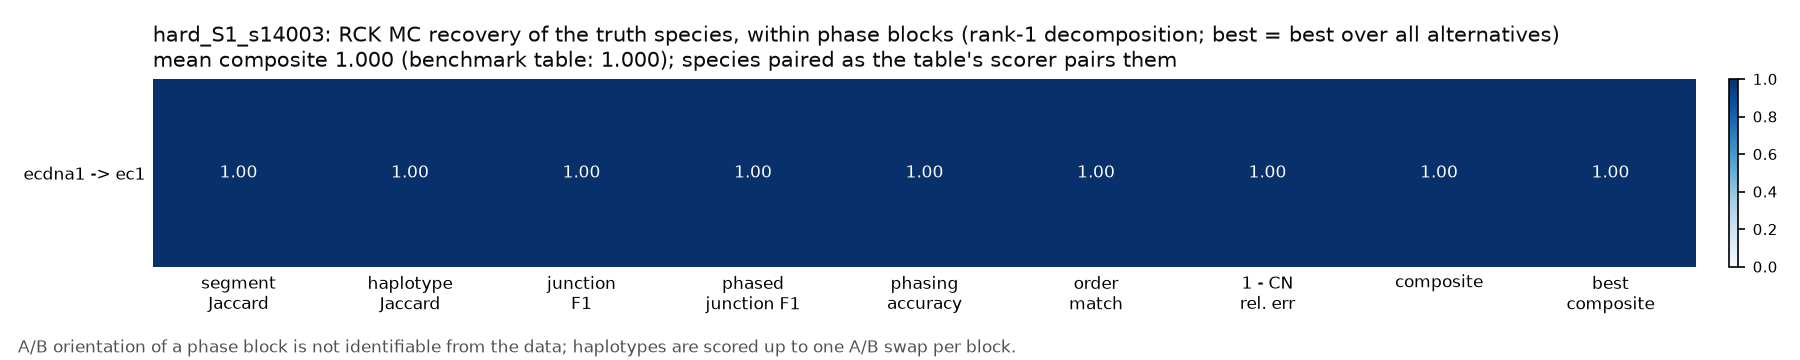 hard_S1_s14003: RCK MC recovery of the truth species, within phase blocks (rank-1 decomposition; best = best over all alternatives)
mean composite 1.000 (benchmark table: 1.000); species paired as the table's scorer pairs them
ecdna1 -> ec1
1.00 1.00 1.00 1.00 1.00 1.00 1.00 1.00 1.00
segment Jaccard
haplotype Jaccard
junction F1
phased junction F1
phasing accuracy
order match
1 - CN rel. err
composite
best composite
1.0
0.8
0.6
0.4
0.2
0.0
A/B orientation of a phase block is not identifiable from the data; haplotypes are scored up to one A/B swap per block.